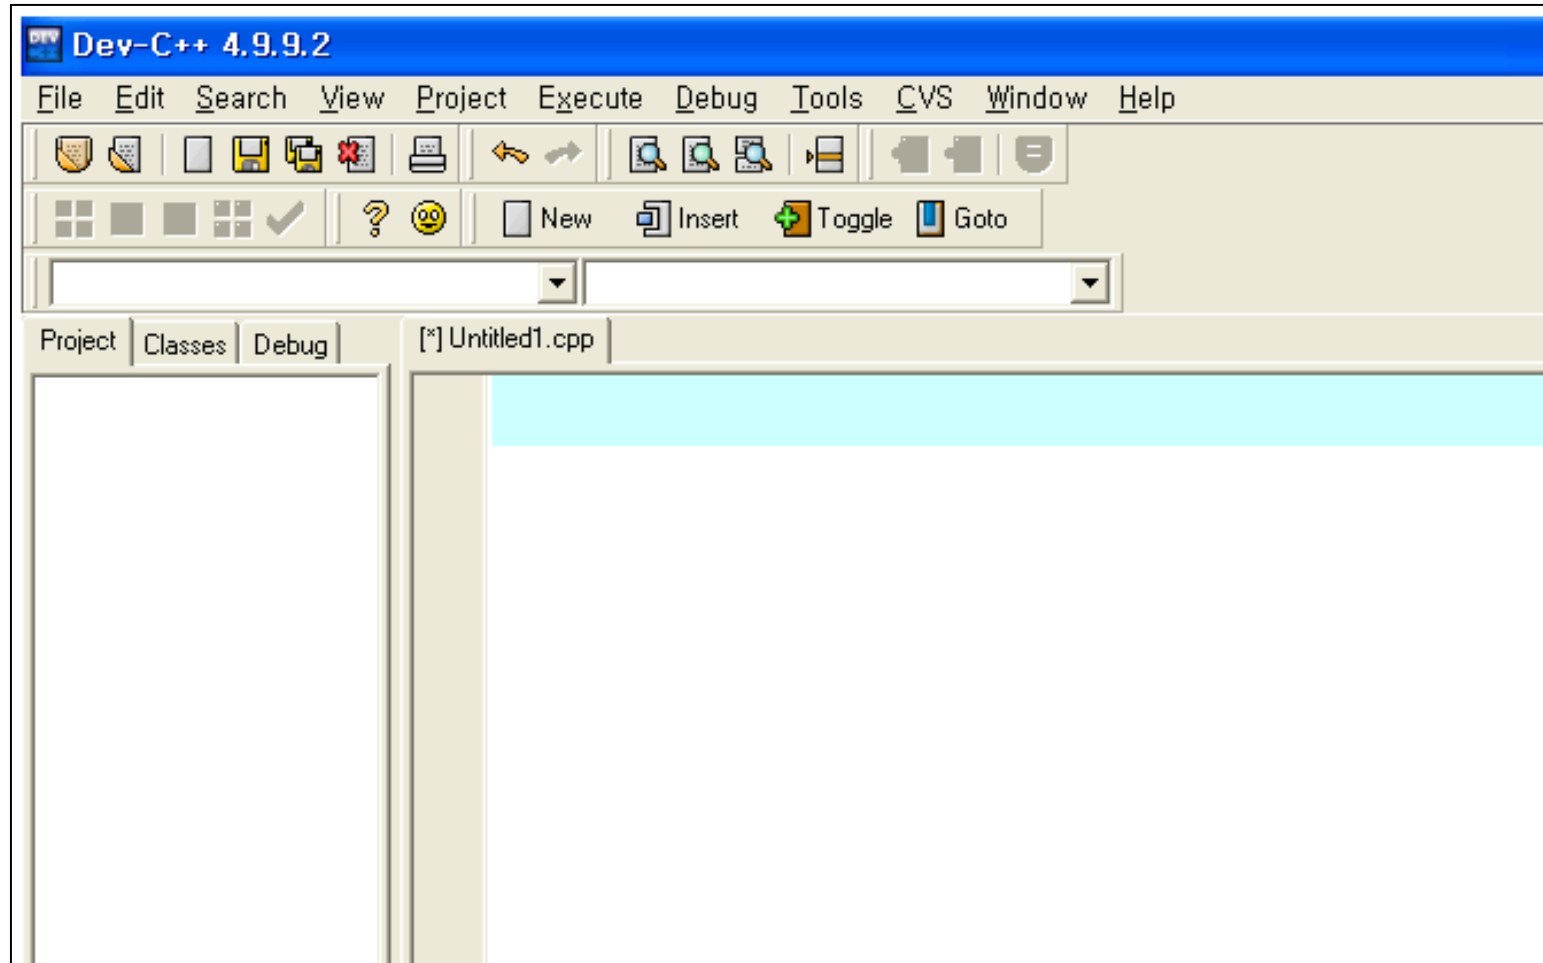 Dev-C++ 4.9.9.2
File Edit Search View Project Execute Debug Tools CVS Window Help
New Insert Toggle Goto
Project Classes Debug [*] Untitled1.cpp